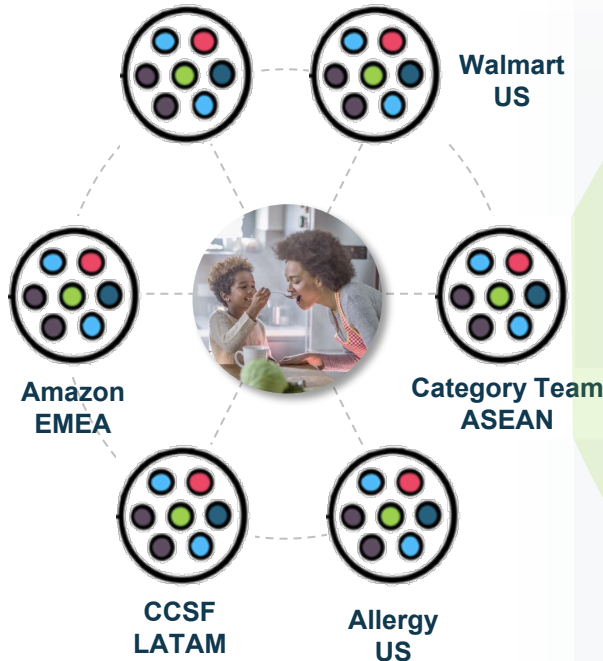 Walmart
US
Amazon
EMEA
Category Team
ASEAN
CCSF
LATAM
Allergy
US